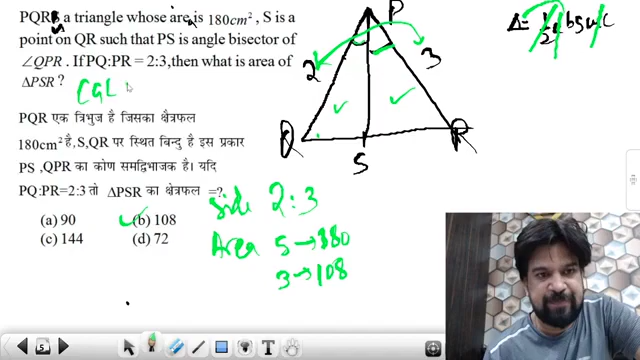 PQR is a triangle whose are is 180cm², S is a
point on QR such that PS is angle bisector of
∠QPR. If PQ:PR = 2:3,then what is area of
ΔPSR?
CGL
PQR एक त्रिभुज है जिसका क्षैत्रफल
180cm² है, S,QR पर स्थित बिन्दु है इस प्रकार
PS ,QPR का कोण समद्विभाजक है। यदि
PQ:PR=2:3 तो ΔPSR का क्षैत्रफल =?
(a) 90
(b) 108
(c) 144
(d) 72
P
2
3
Q
S
R
Side 2:3
Area 5→180
3→108
Δ=
5